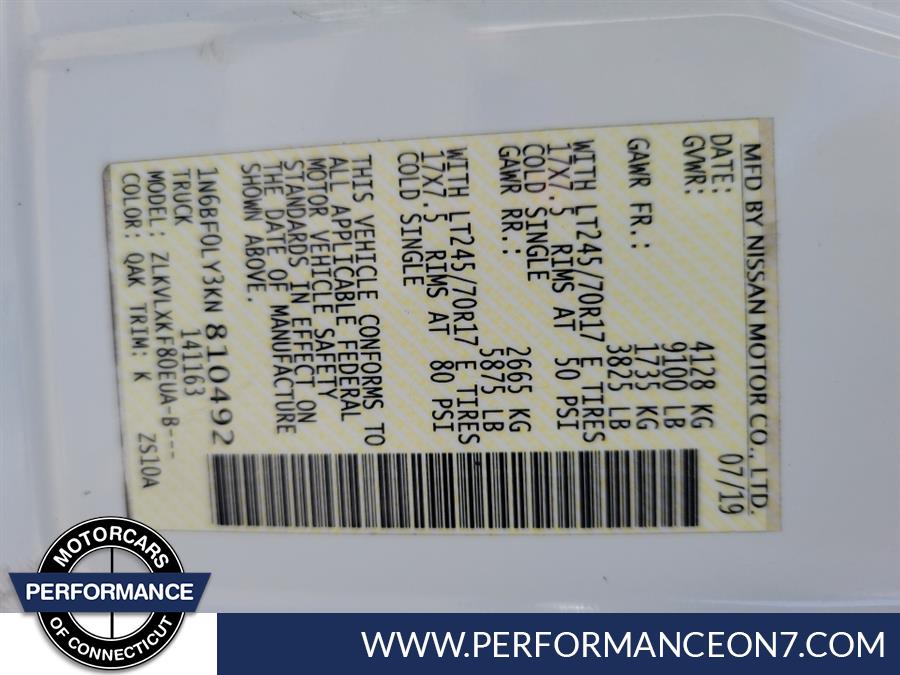 MFD BY NISSAN MOTOR CO., LTD.
DATE: 07/19
GVWR: 4128 KG
9100 LB
GAWR FR.: 1735 KG
3825 LB
WITH LT245/70R17 E TIRES
17X7.5 RIMS AT 50 PSI
COLD SINGLE
GAWR RR.: 2665 KG
5875 LB
WITH LT245/70R17 E TIRES
17X7.5 RIMS AT 80 PSI
COLD SINGLE
THIS VEHICLE CONFORMS TO
ALL APPLICABLE FEDERAL
MOTOR VEHICLE SAFETY
STANDARDS IN EFFECT ON
THE DATE OF MANUFACTURE
SHOWN ABOVE.
1N6BF0LY3KN810492
TRUCK 141163
MODEL: ZLKVLXKF80EUA-B---
COLOR: QAK TRIM: K ZS10A
MOTORCARS
PERFORMANCE
OF CONNECTICUT
WWW.PERFORMANCEON7.COM